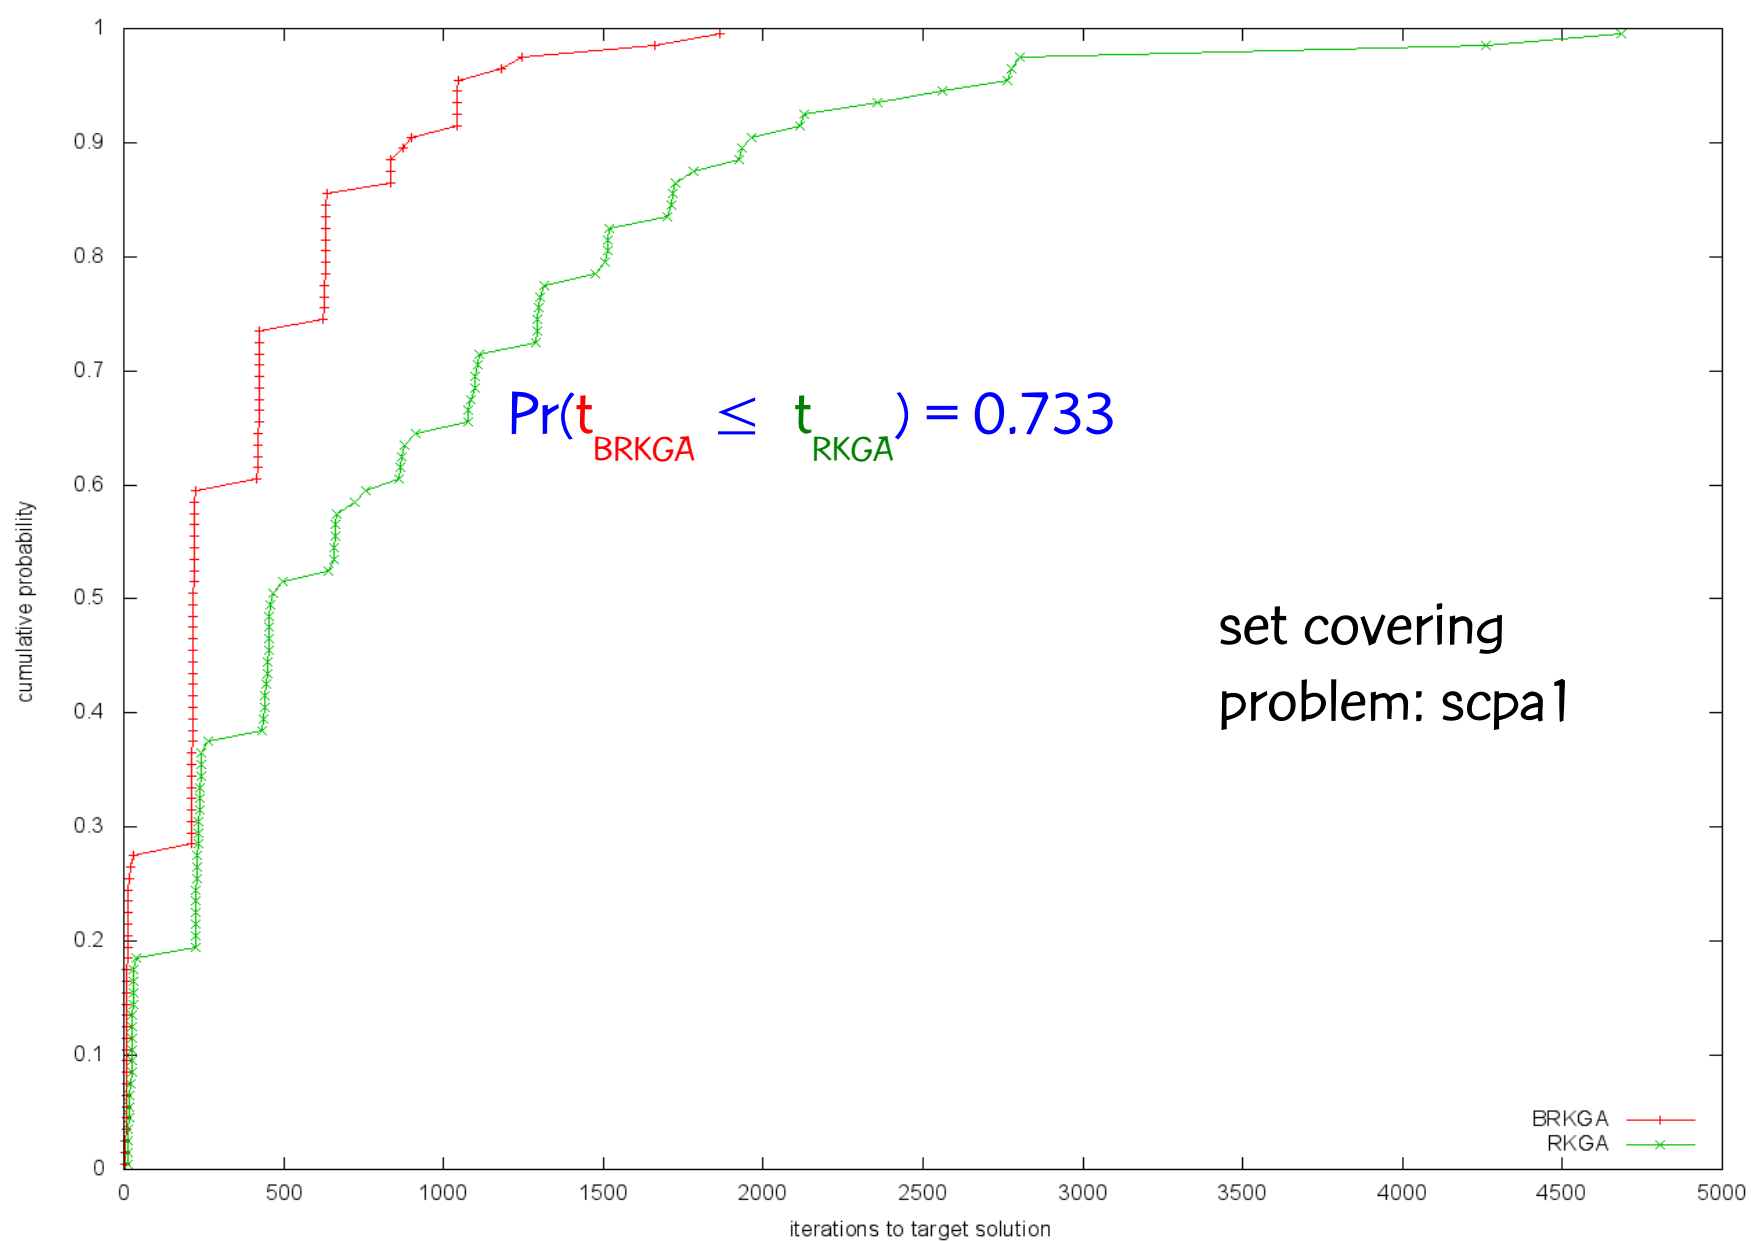 1
0.9
0.8
0.7
0.6
0.5
0.4
0.3
0.2
0.1
0
cumulative probability
Pr(t_BRKGA ≤ t_RKGA) = 0.733
set covering
problem: scpa1
BRKGA
RKGA
0 500 1000 1500 2000 2500 3000 3500 4000 4500 5000
iterations to target solution